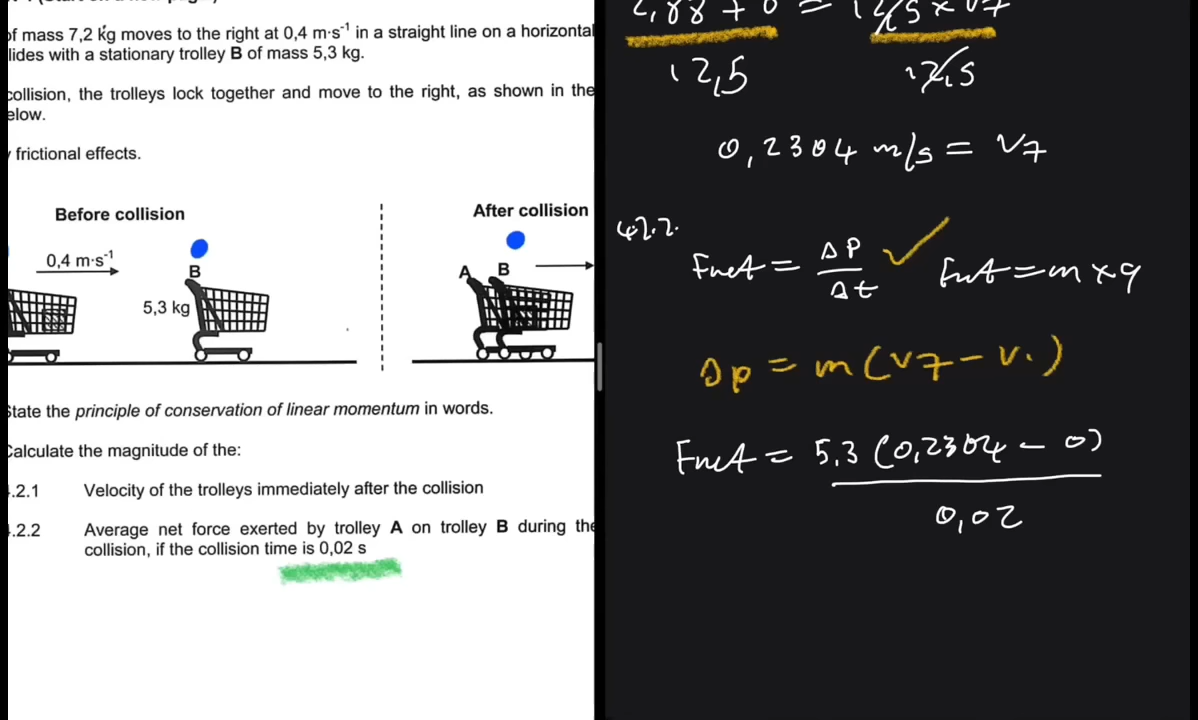 of mass 7,2 kg moves to the right at 0,4 m·s⁻¹ in a straight line on a horizontal
lides with a stationary trolley B of mass 5,3 kg.
collision, the trolleys lock together and move to the right, as shown in the
elow.
frictional effects.
Before collision
After collision
0,4 m·s⁻¹
B
5,3 kg
A B
State the principle of conservation of linear momentum in words.
Calculate the magnitude of the:
.2.1 Velocity of the trolleys immediately after the collision
.2.2 Average net force exerted by trolley A on trolley B during the
collision, if the collision time is 0,02 s
2,88 + 0 = 12,5 x vf
12,5 12,5
0,2304 m/s = vf
4.2.2.
Fnet = Δp/Δt ✓ Fnet = m x a
Δp = m(vf - vi)
Fnet = 5,3 (0,2304 - 0)
0,02